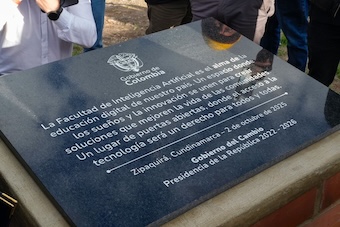 Gobierno de
Colombia
La Facultad de Inteligencia Artificial es el alma de la
educación digital de nuestro país. Un espacio donde
los sueños y la innovación se unen para crear
soluciones que mejoren la vida de las comunidades.
Un lugar de puertas abiertas, donde el acceso a la
tecnología será un derecho para todos y todas.
Zipaquirá, Cundinamarca – 2 de octubre de 2025
Gobierno del Cambio
Presidencia de la República 2022 - 2026